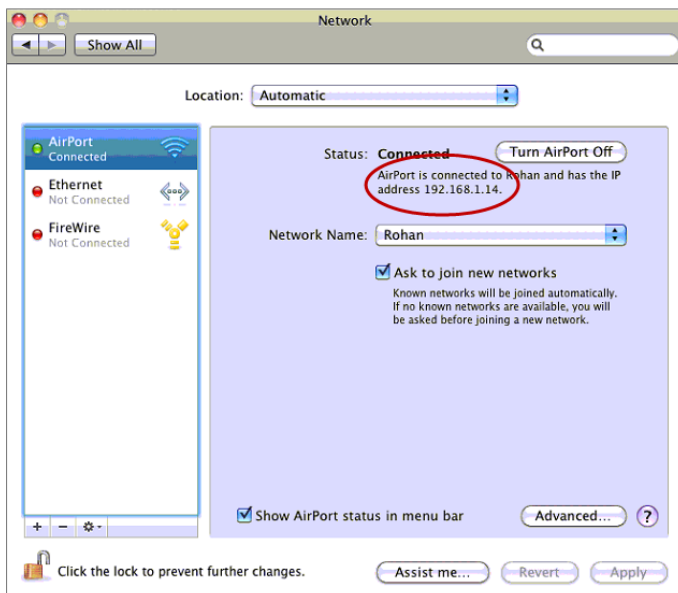 Network
Show All
Location: Automatic
AirPort
Connected
Ethernet
Not Connected
FireWire
Not Connected
Status: Connected
Turn AirPort Off
AirPort is connected to Rohan and has the IP
address 192.168.1.14.
Network Name: Rohan
Ask to join new networks
Known networks will be joined automatically.
If no known networks are available, you will
be asked before joining a new network.
Show AirPort status in menu bar
Advanced...
?
Click the lock to prevent further changes.
Assist me...
Revert
Apply